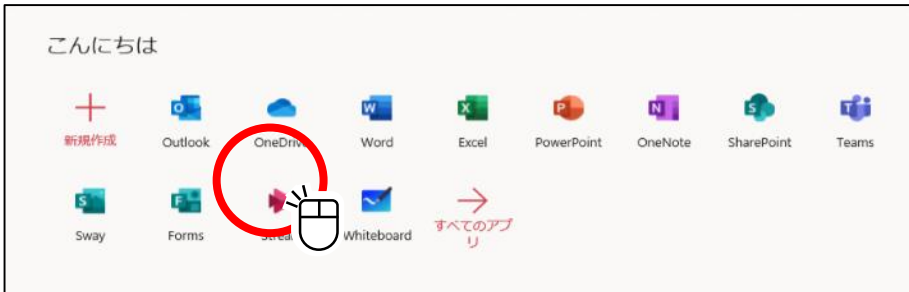 こんにちは
新規作成 Outlook OneDrive Word Excel PowerPoint OneNote SharePoint Teams
Sway Forms Stream Whiteboard すべてのアプ
リ